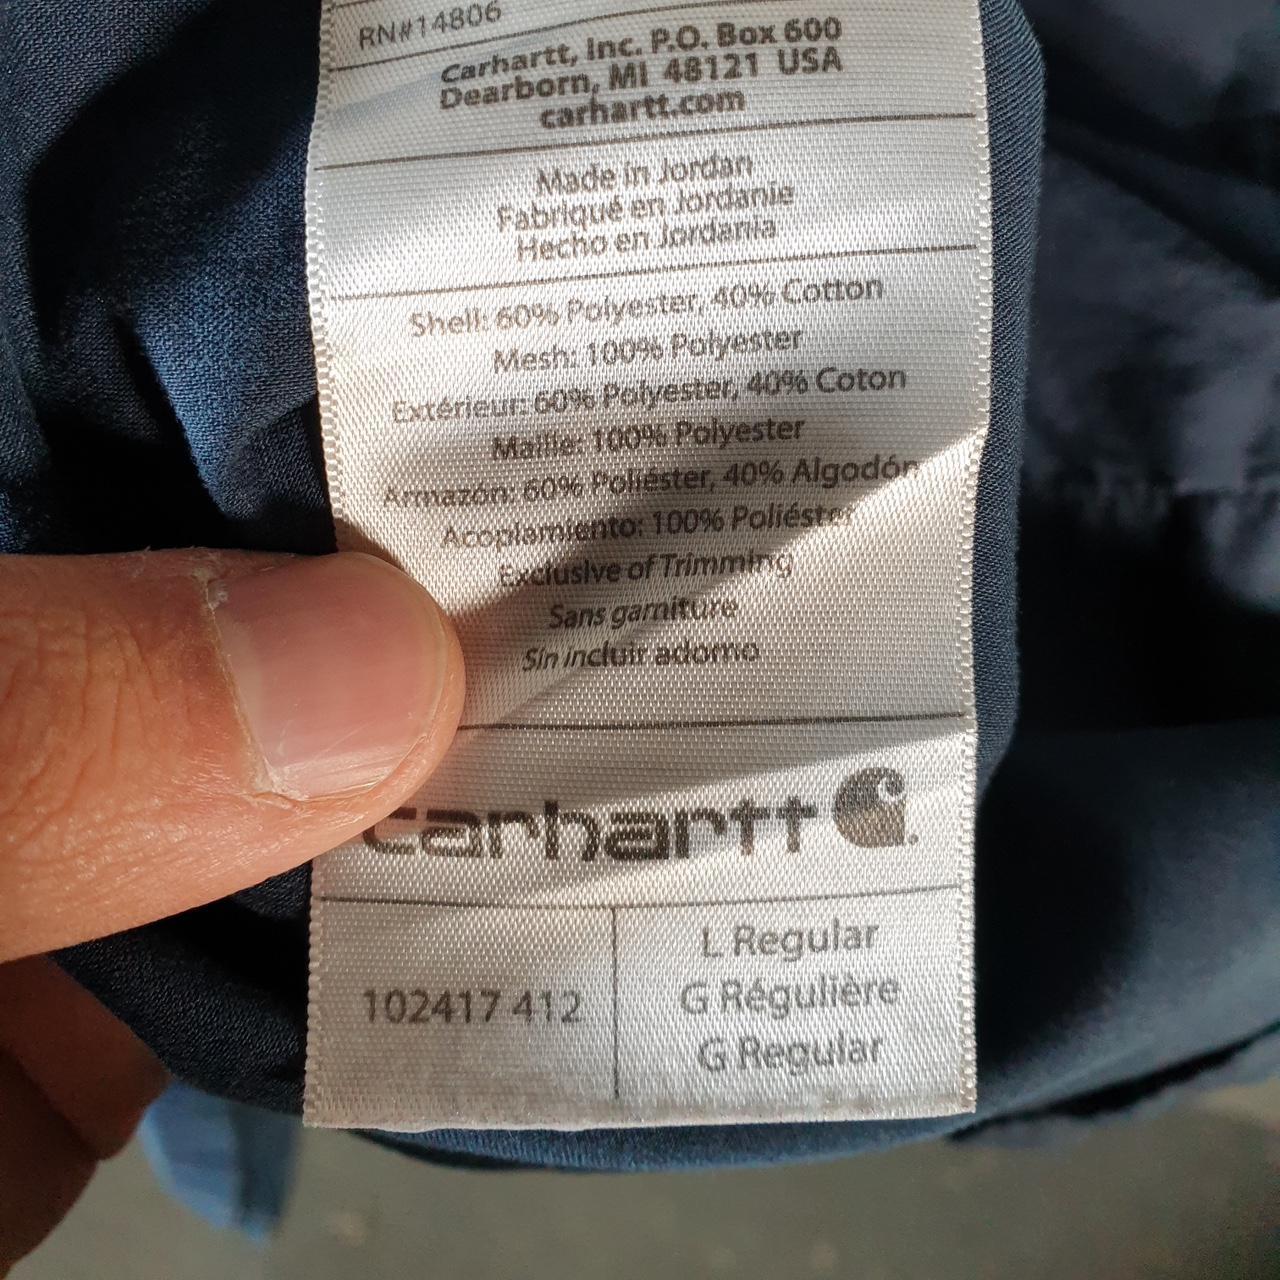 RN#14806
Carhartt, Inc. P.O. Box 600
Dearborn, MI 48121 USA
carhartt.com
Made in Jordan
Fabriqué en Jordanie
Hecho en Jordania
Shell: 60% Polyester, 40% Cotton
Mesh: 100% Polyester
Extérieur: 60% Polyester, 40% Coton
Maille: 100% Polyester
Armazón: 60% Poliéster, 40% Algodón
Acoplamiento: 100% Poliéster
Exclusive of Trimming
Sans garniture
Sin incluir adorno
carhartt
102417 412
L Regular
G Régulière
G Regular